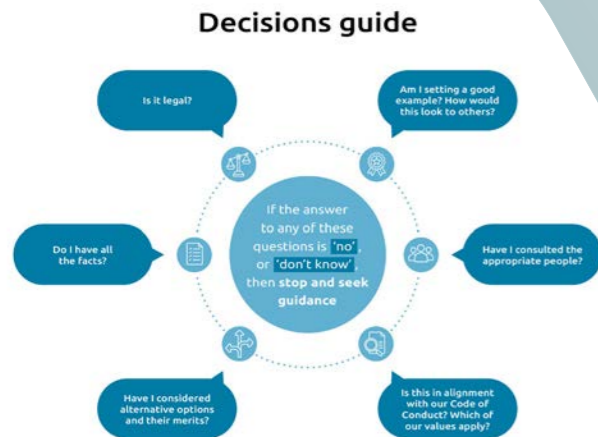 Decisions guide
Is it legal?
Am I setting a good
example? How would
this look to others?
Do I have all
the facts?
If the answer
to any of these
questions is 'no',
or 'don't know',
then stop and seek
guidance
Have I consulted the
appropriate people?
Have I considered
alternative options
and their merits?
Is this in alignment
with our Code of
Conduct? Which of
our values apply?